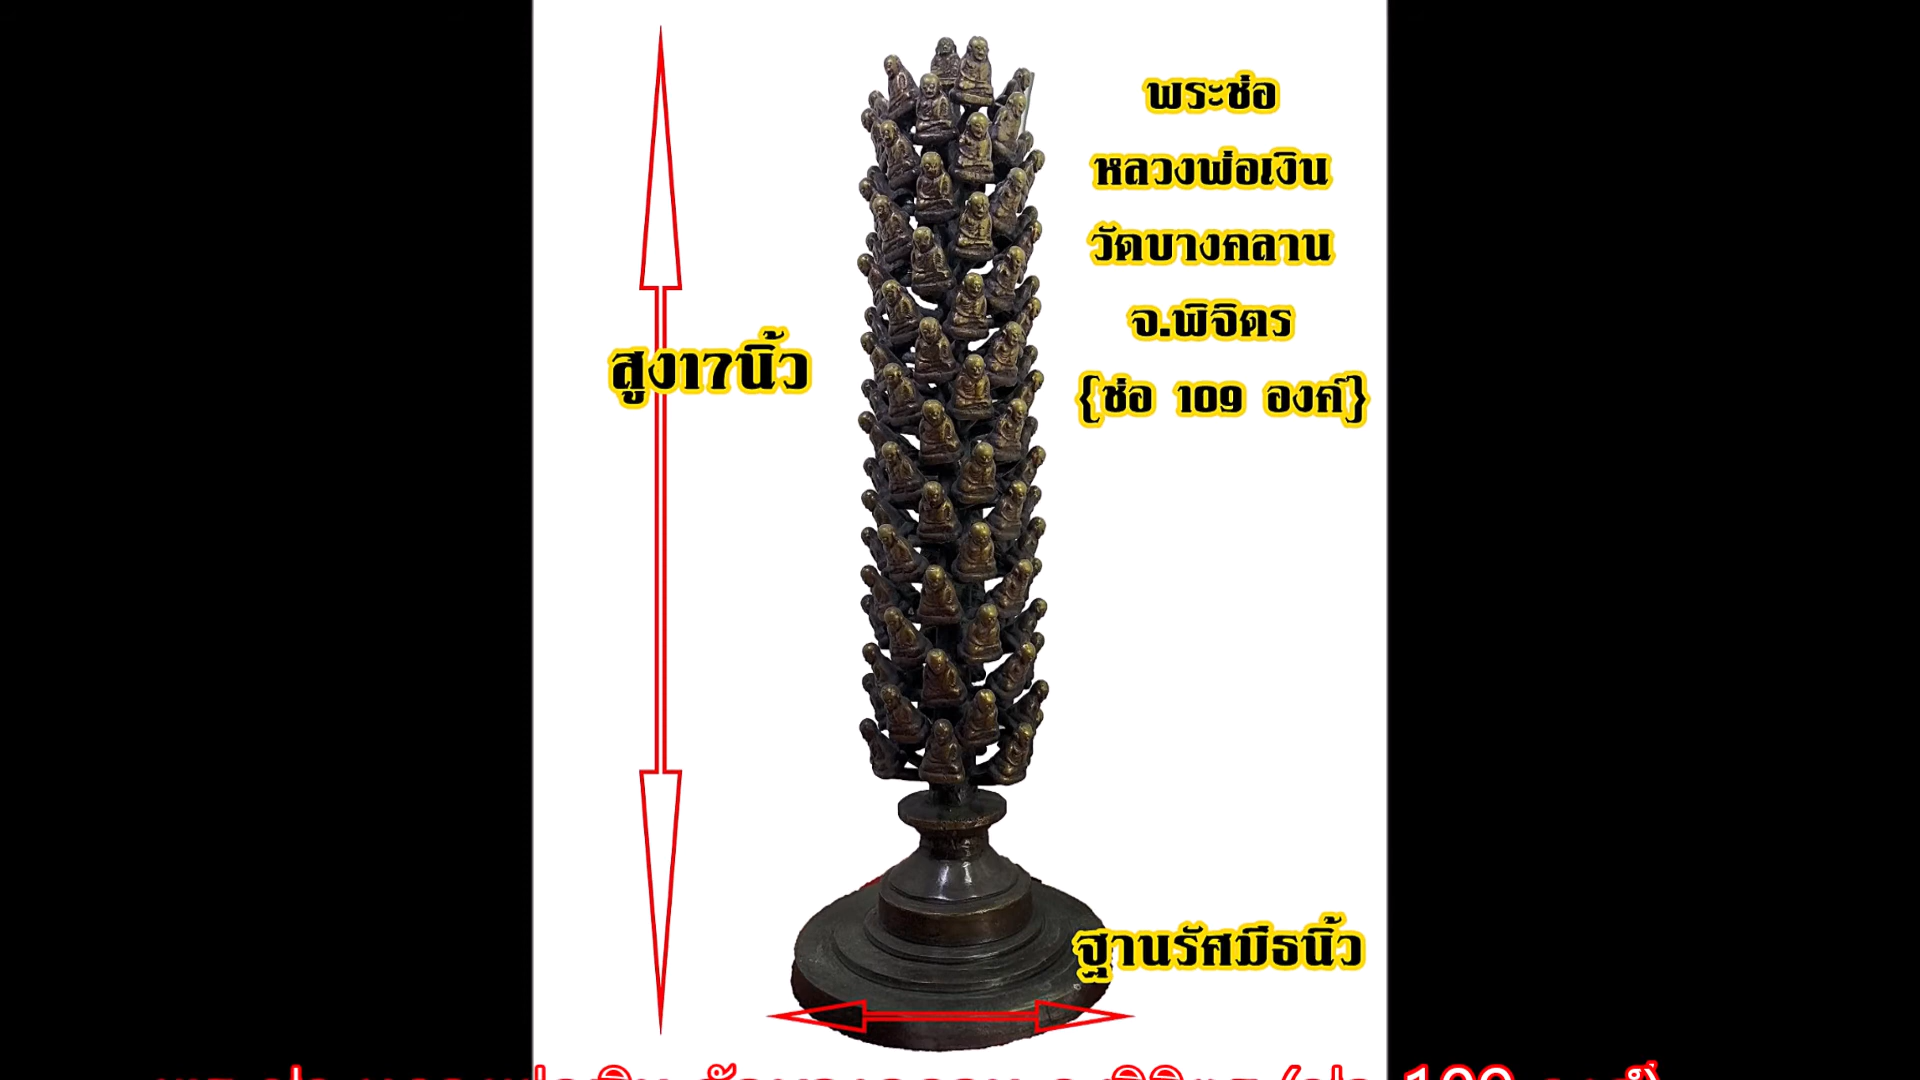 พระช่อ
หลวงพ่อเงิน
วัดบางคลาน
จ.พิจิตร
{ช่อ 109 องค์}
สูง17นิ้ว
ฐานรัศมี5นิ้ว